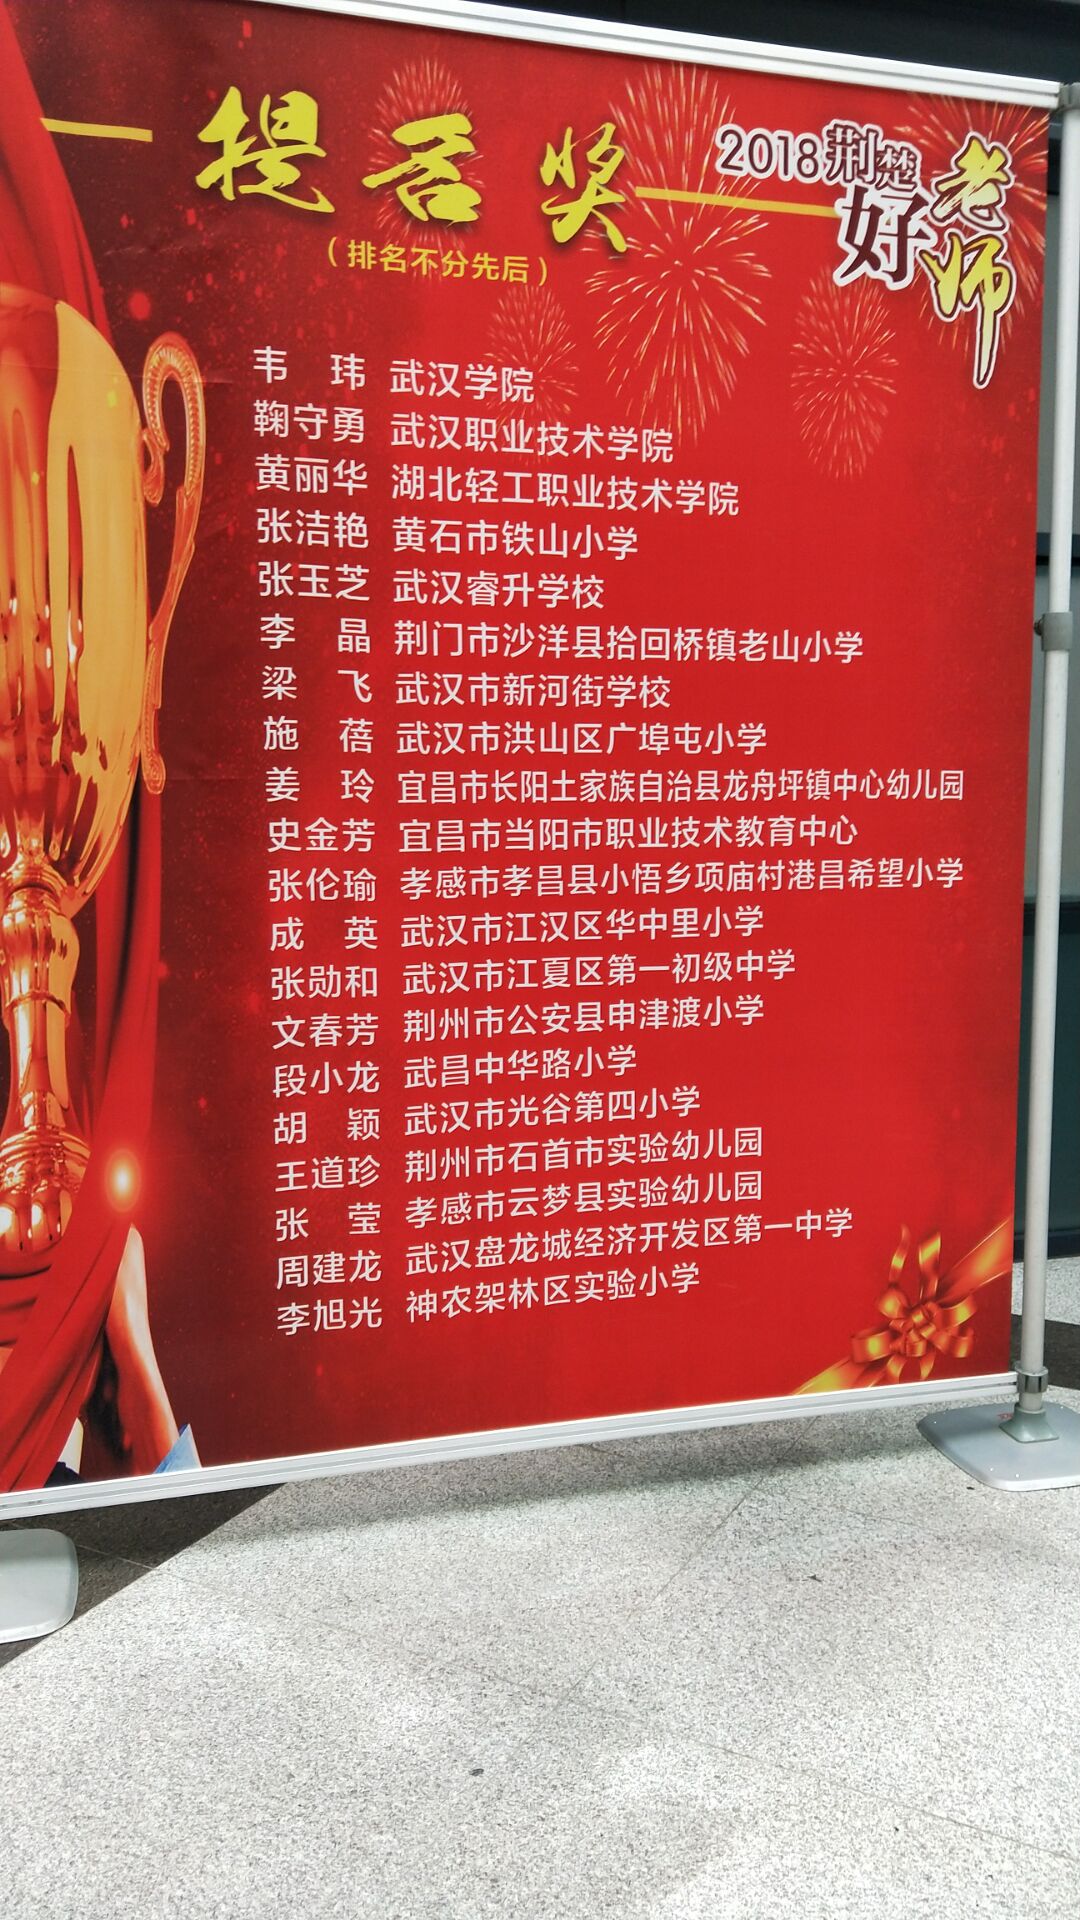 提名奖
2018荆楚好老师
（排名不分先后）
韦　玮 武汉学院
鞠守勇 武汉职业技术学院
黄丽华 湖北轻工职业技术学院
张洁艳 黄石市铁山小学
张玉芝 武汉睿升学校
李　晶 荆门市沙洋县拾回桥镇老山小学
梁　飞 武汉市新河街学校
施　蓓 武汉市洪山区广埠屯小学
姜　玲 宜昌市长阳土家族自治县龙舟坪镇中心幼儿园
史金芳 宜昌市当阳市职业技术教育中心
张伦瑜 孝感市孝昌县小悟乡项庙村港昌希望小学
成　英 武汉市江汉区华中里小学
张勋和 武汉市江夏区第一初级中学
文春芳 荆州市公安县申津渡小学
段小龙 武昌中华路小学
胡　颖 武汉市光谷第四小学
王道珍 荆州市石首市实验幼儿园
张　莹 孝感市云梦县实验幼儿园
周建龙 武汉盘龙城经济开发区第一中学
李旭光 神农架林区实验小学